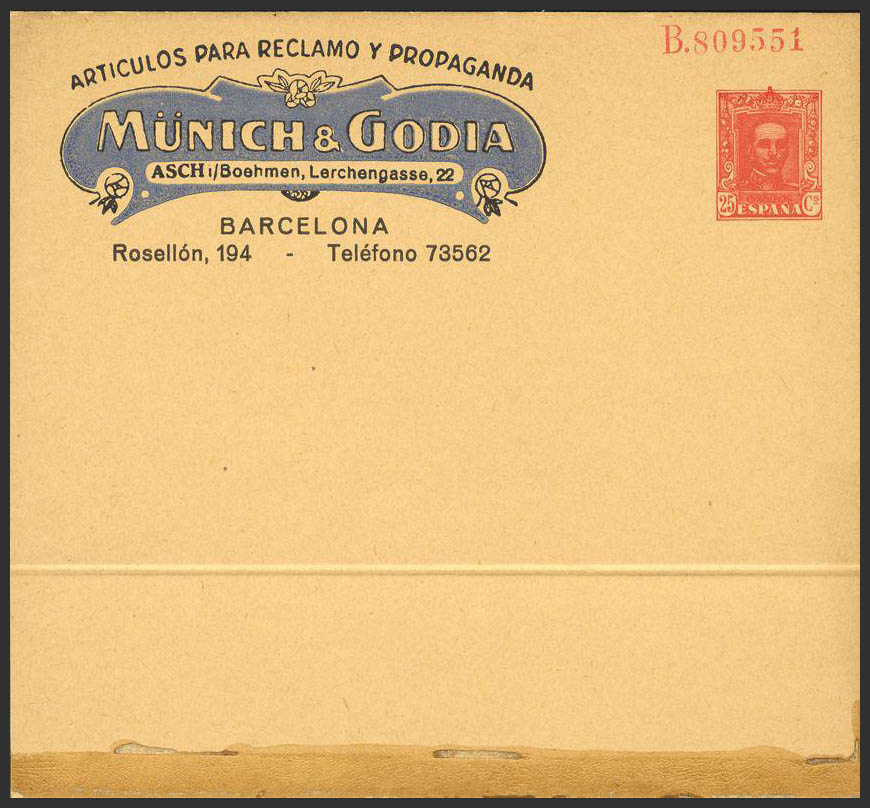 B.809551
ARTICULOS PARA RECLAMO Y PROPAGANDA
MÜNICH & GODIA
ASCH i/Boehmen, Lerchengasse, 22
BARCELONA
Rosellón, 194 - Teléfono 73562
25 ESPAÑA Cs